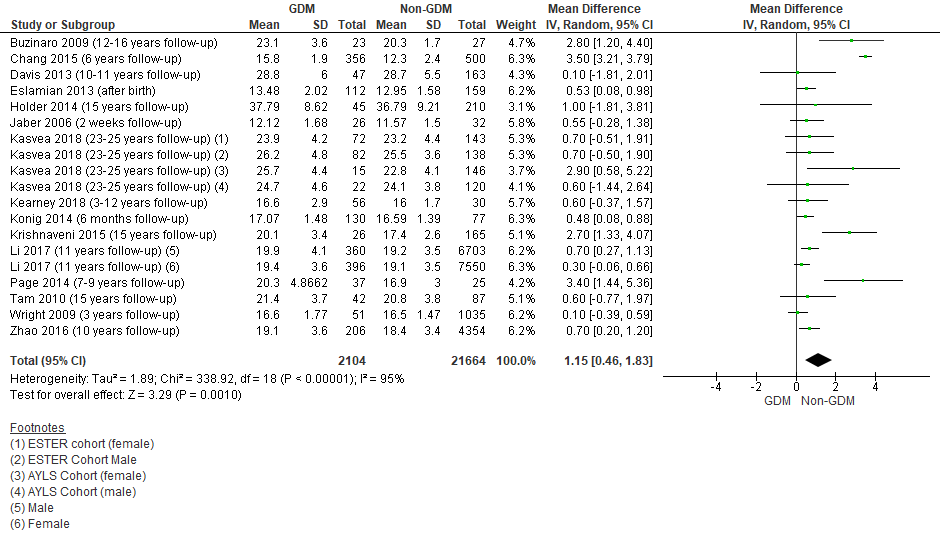 GDM Non-GDM Mean Difference Mean Difference
Study or Subgroup Mean SD Total Mean SD Total Weight IV, Random, 95% CI IV, Random, 95% CI
Buzinaro 2009 (12-16 years follow-up) 23.1 3.6 23 20.3 1.7 27 4.7% 2.80 [1.20, 4.40]
Chang 2015 (6 years follow-up) 15.8 1.9 356 12.3 2.4 500 6.3% 3.50 [3.21, 3.79]
Davis 2013 (10-11 years follow-up) 28.8 6 47 28.7 5.5 163 4.3% 0.10 [-1.81, 2.01]
Eslamian 2013 (after birth) 13.48 2.02 112 12.95 1.58 159 6.2% 0.53 [0.08, 0.98]
Holder 2014 (15 years follow-up) 37.79 8.62 45 36.79 9.21 210 3.1% 1.00 [-1.81, 3.81]
Jaber 2006 (2 weeks follow-up) 12.12 1.68 26 11.57 1.5 32 5.8% 0.55 [-0.28, 1.38]
Kasvea 2018 (23-25 years follow-up) (1) 23.9 4.2 72 23.2 4.4 143 5.3% 0.70 [-0.51, 1.91]
Kasvea 2018 (23-25 years follow-up) (2) 26.2 4.8 82 25.5 3.6 138 5.3% 0.70 [-0.50, 1.90]
Kasvea 2018 (23-25 years follow-up) (3) 25.7 4.4 15 22.8 4.1 146 3.7% 2.90 [0.58, 5.22]
Kasvea 2018 (23-25 years follow-up) (4) 24.7 4.6 22 24.1 3.8 120 4.1% 0.60 [-1.44, 2.64]
Kearney 2018 ( 3-12 years follow-up) 16.6 2.9 56 16 1.7 30 5.6% 0.60 [-0.37, 1.57]
Konig 2014 (6 months follow-up) 17.07 1.48 130 16.59 1.39 77 6.2% 0.48 [0.08, 0.88]
Krishnaveni 2015 (15 years follow-up) 20.1 3.4 26 17.4 2.6 165 5.1% 2.70 [1.33, 4.07]
Li 2017 (11 years follow-up) (5) 19.9 4.1 360 19.2 3.5 6703 6.2% 0.70 [0.27, 1.13]
Li 2017 (11 years follow-up) (6) 19.4 3.6 396 19.1 3.5 7550 6.3% 0.30 [-0.06, 0.66]
Page 2014 (7-9 years follow-up) 20.3 4.8662 37 16.9 3 25 4.2% 3.40 [1.44, 5.36]
Tam 2010 (15 years follow-up) 21.4 3.7 42 20.8 3.8 87 5.1% 0.60 [-0.77, 1.97]
Wright 2009 (3 years follow-up) 16.6 1.77 51 16.5 1.47 1035 6.2% 0.10 [-0.39, 0.59]
Zhao 2016 (10 years follow-up) 19.1 3.6 206 18.4 3.4 4354 6.2% 0.70 [0.20, 1.20]
Total (95% CI) 2104 21664 100.0% 1.15 [0.46, 1.83]
Heterogeneity: Tau² = 1.89; Chi² = 338.92, df = 18 (P < 0.00001); I² = 95%
Test for overall effect: Z = 3.29 (P = 0.0010)
-4 -2 0 2 4
GDM Non-GDM
Footnotes
(1) ESTER cohort (female)
(2) ESTER Cohort Male
(3) AYLS Cohort (female)
(4) AYLS Cohort (male)
(5) Male
(6) Female